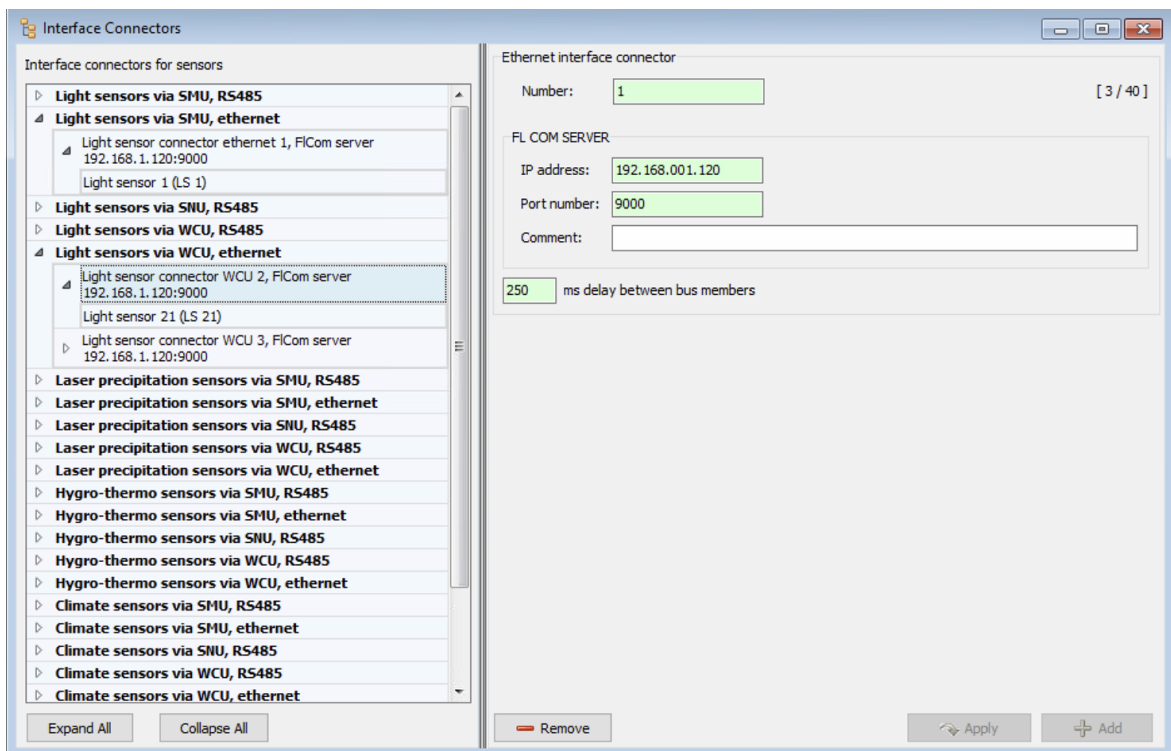 Interface Connectors
Interface connectors for sensors
Light sensors via SMU, RS485
Light sensors via SMU, ethernet
Light sensor connector ethernet 1, FlCom server
192.168.1.120:9000
Light sensor 1 (LS 1)
Light sensors via SNU, RS485
Light sensors via WCU, RS485
Light sensors via WCU, ethernet
Light sensor connector WCU 2, FlCom server
192.168.1.120:9000
Light sensor 21 (LS 21)
Light sensor connector WCU 3, FlCom server
192.168.1.120:9000
Laser precipitation sensors via SMU, RS485
Laser precipitation sensors via SMU, ethernet
Laser precipitation sensors via SNU, RS485
Laser precipitation sensors via WCU, RS485
Laser precipitation sensors via WCU, ethernet
Hygro-thermo sensors via SMU, RS485
Hygro-thermo sensors via SMU, ethernet
Hygro-thermo sensors via SNU, RS485
Hygro-thermo sensors via WCU, RS485
Hygro-thermo sensors via WCU, ethernet
Climate sensors via SMU, RS485
Climate sensors via SMU, ethernet
Climate sensors via SNU, RS485
Climate sensors via WCU, RS485
Climate sensors via WCU, ethernet
Expand All Collapse All
Ethernet interface connector
Number: 1 [ 3 / 40 ]
FL COM SERVER
IP address: 192.168.001.120
Port number: 9000
Comment:
250 ms delay between bus members
Remove Apply Add